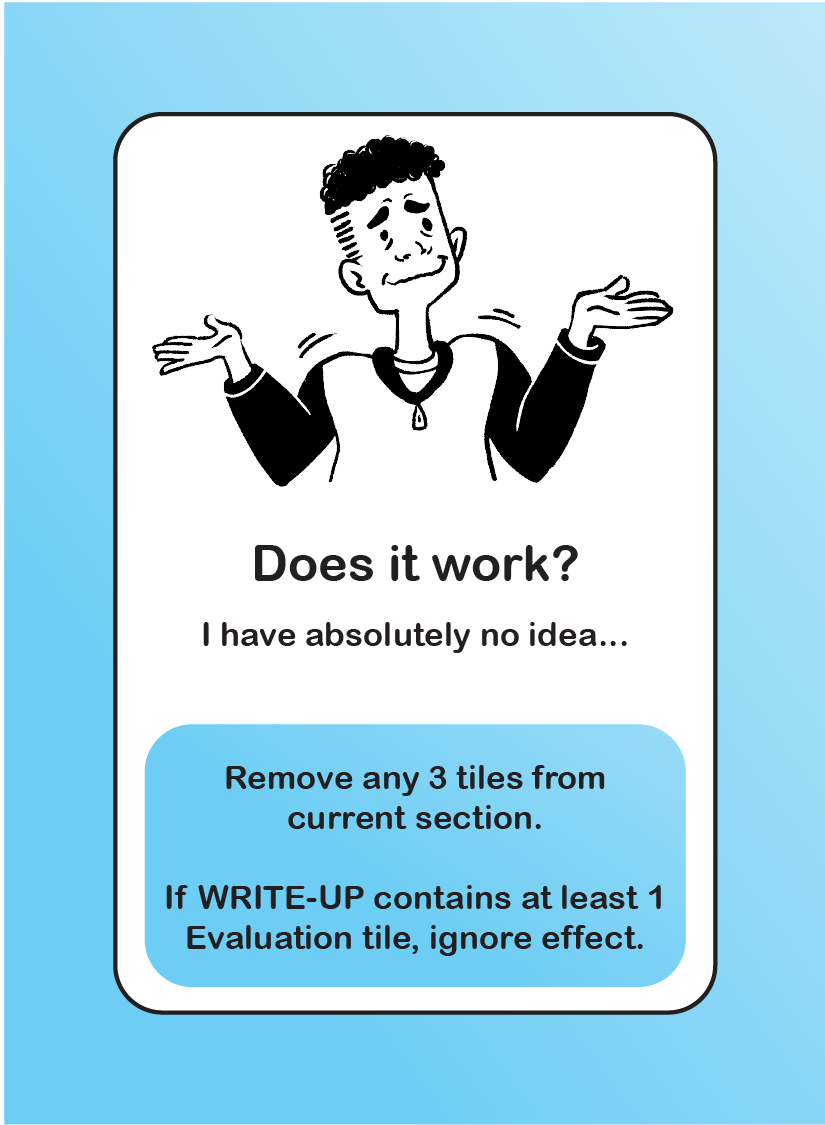 Does it work?
I have absolutely no idea...
Remove any 3 tiles from
current section.
If WRITE-UP contains at least 1
Evaluation tile, ignore effect.